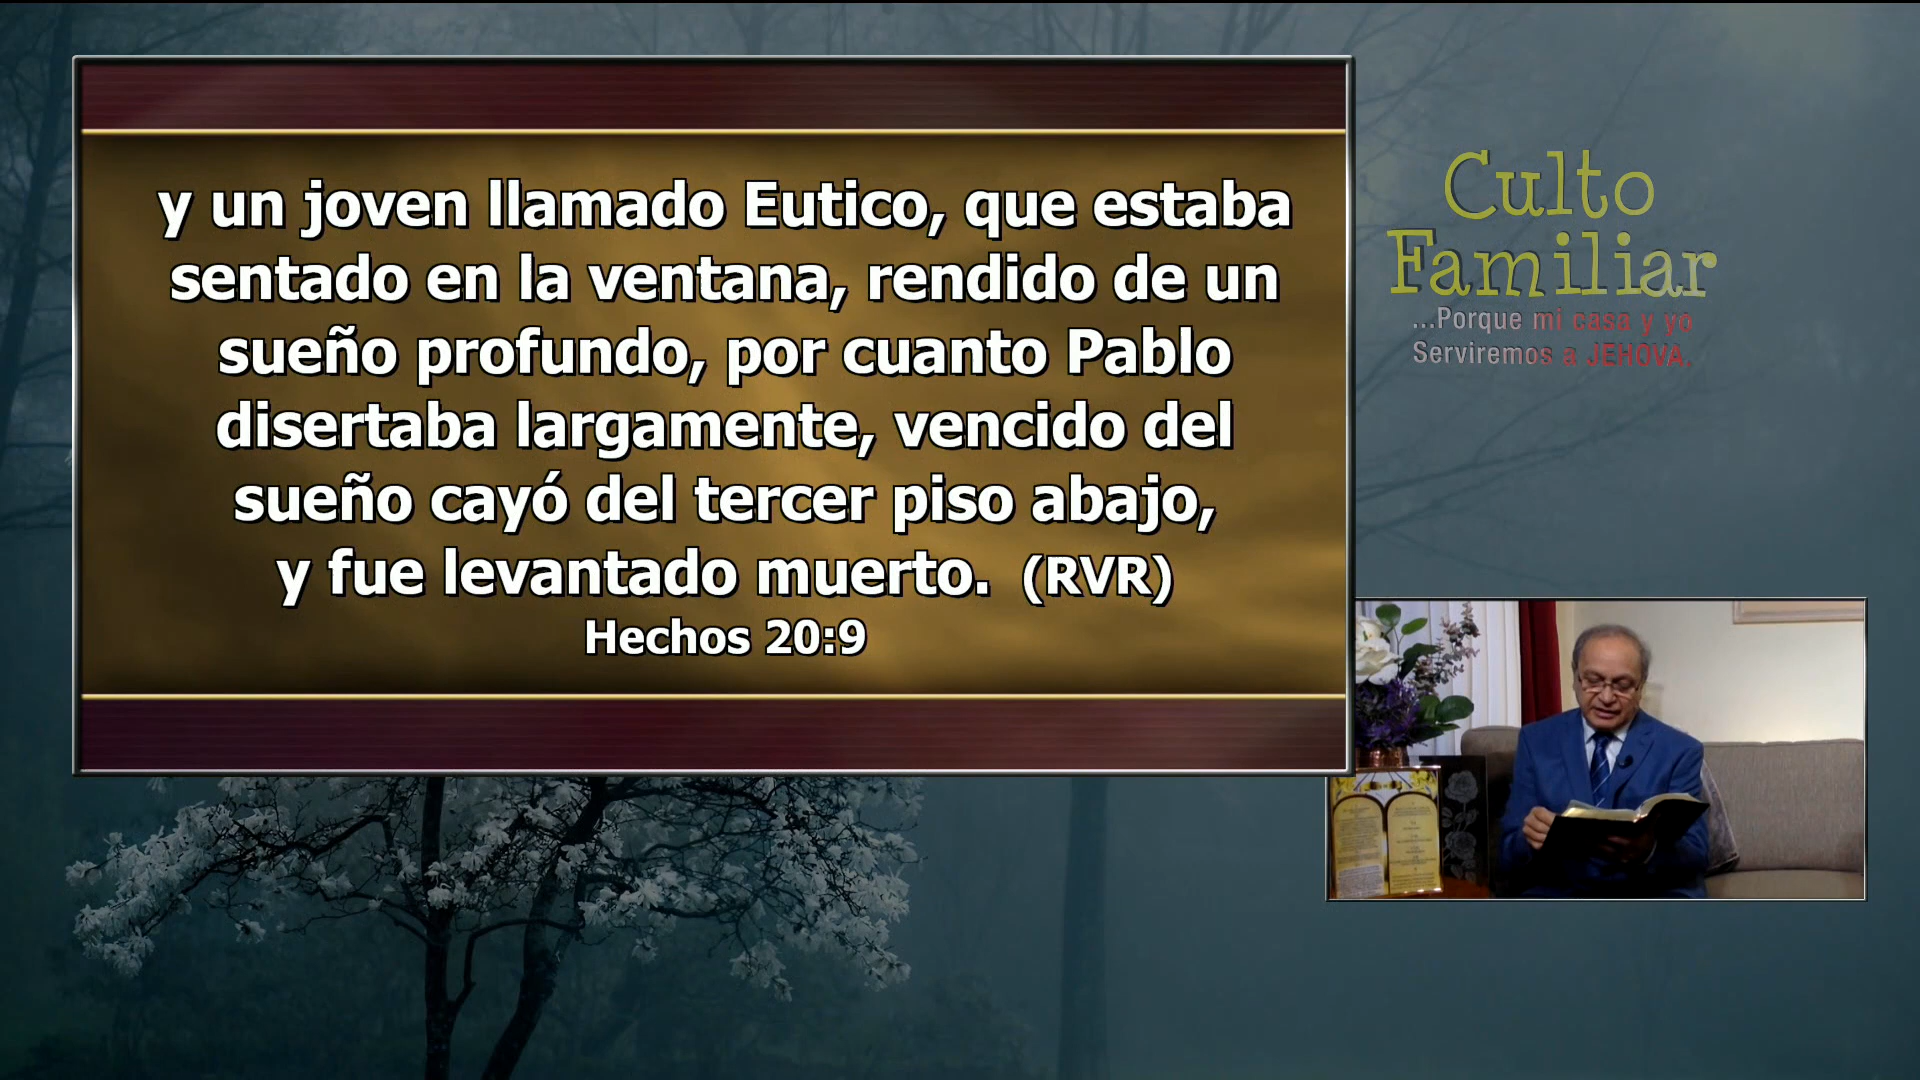 y un joven llamado Eutico, que estaba
sentado en la ventana, rendido de un
sueño profundo, por cuanto Pablo
disertaba largamente, vencido del
sueño cayó del tercer piso abajo,
y fue levantado muerto. (RVR)
Hechos 20:9
Culto
Familiar
...Porque mi casa y yo
Serviremos a JEHOVA.